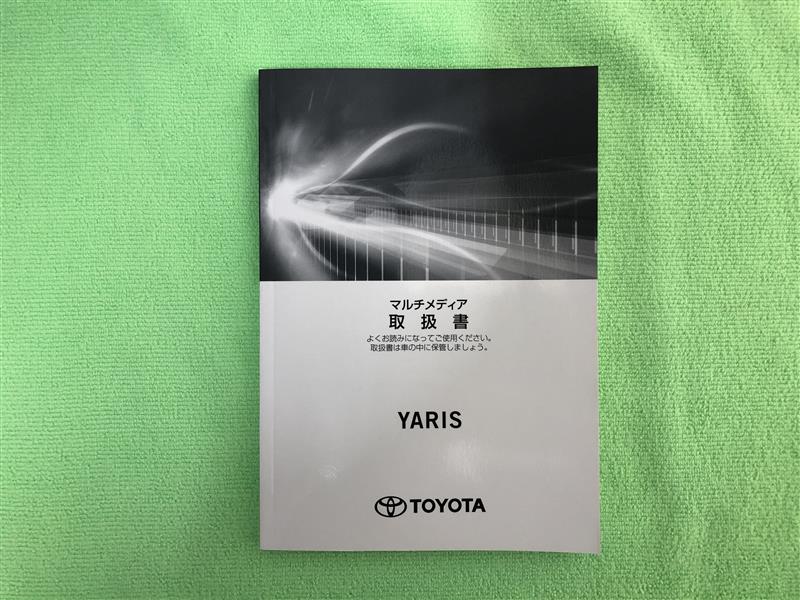 マルチメディア
取扱書
よくお読みになってご使用ください。
取扱書は車の中に保管しましょう。
YARIS
TOYOTA